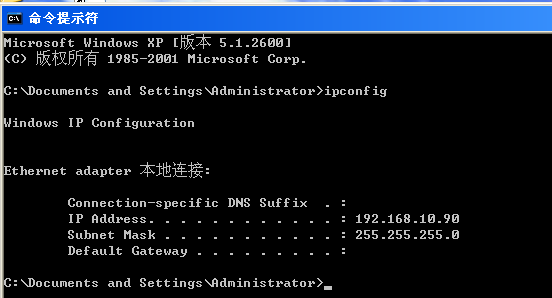 命令提示符
Microsoft Windows XP [版本 5.1.2600]
(C) 版权所有 1985-2001 Microsoft Corp.
C:\Documents and Settings\Administrator>ipconfig
Windows IP Configuration
Ethernet adapter 本地连接:
Connection-specific DNS Suffix  . :
IP Address. . . . . . . . . . . . : 192.168.10.90
Subnet Mask . . . . . . . . . . . : 255.255.255.0
Default Gateway . . . . . . . . . :
C:\Documents and Settings\Administrator>_